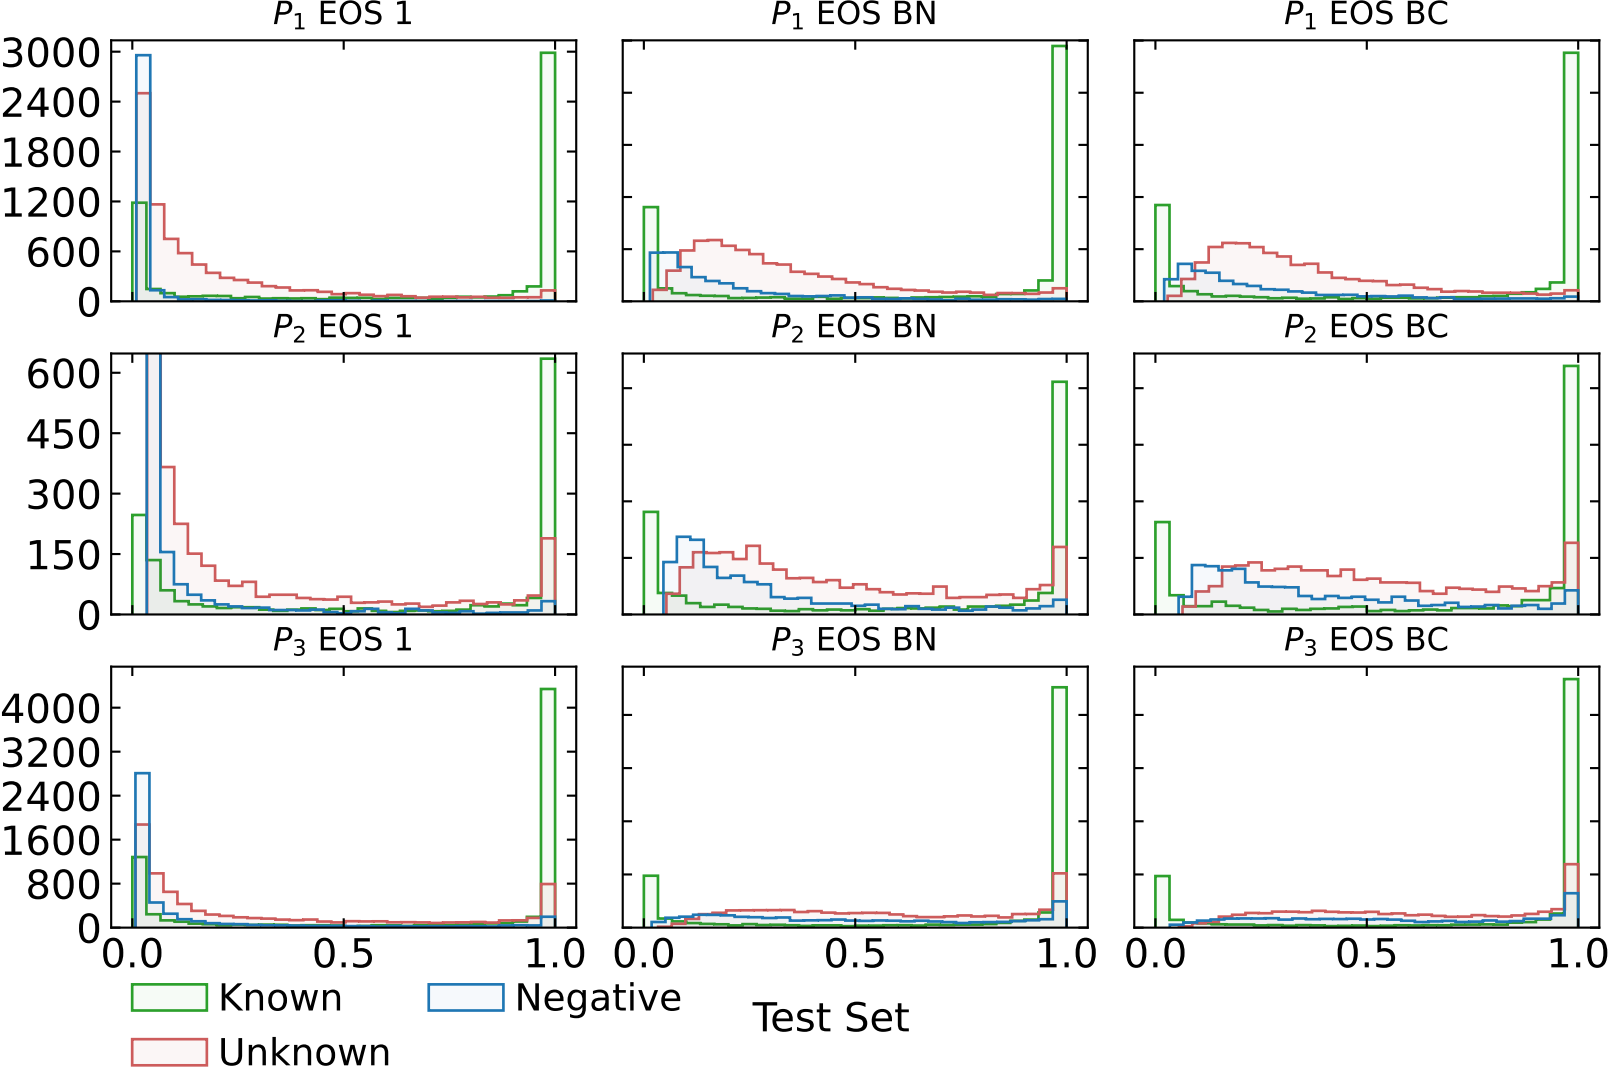 P1 EOS 1 P1 EOS BN P1 EOS BC
3000
2400
1800
1200
600
0
P2 EOS 1 P2 EOS BN P2 EOS BC
600
450
300
150
0
P3 EOS 1 P3 EOS BN P3 EOS BC
4000
3200
2400
1600
800
0
0.0 0.5 1.0 0.0 0.5 1.0 0.0 0.5 1.0
Known Negative
Test Set
Unknown